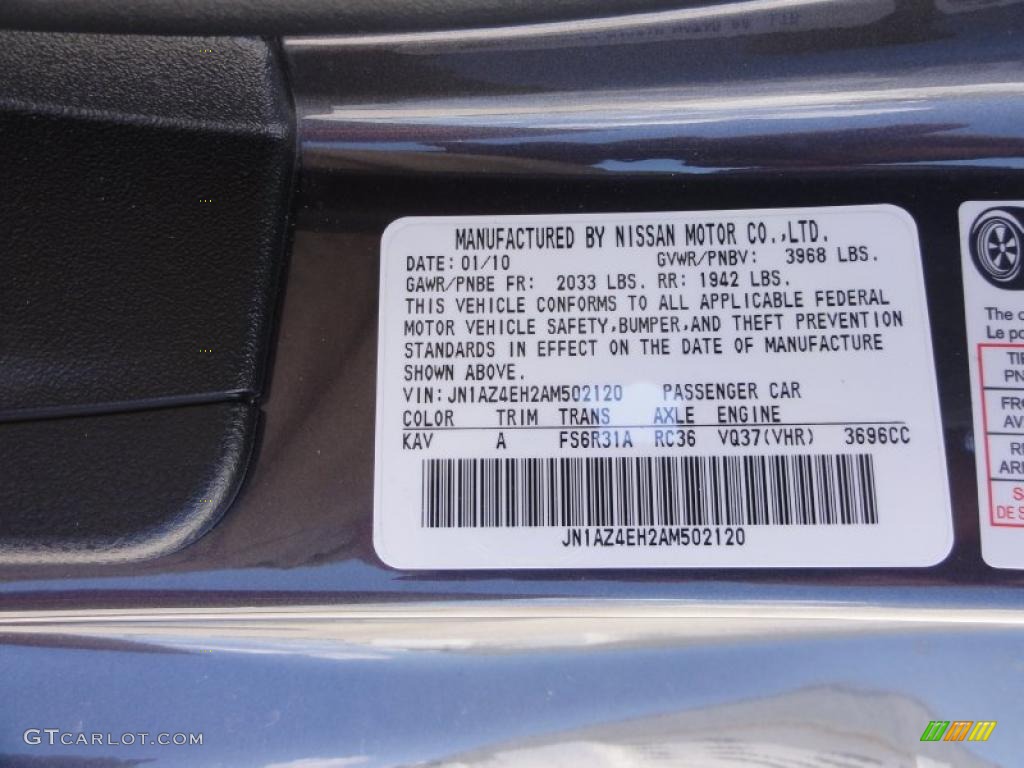 MANUFACTURED BY NISSAN MOTOR CO.,LTD.
DATE: 01/10 GVWR/PNBV: 3968 LBS.
GAWR/PNBE FR: 2033 LBS. RR: 1942 LBS.
THIS VEHICLE CONFORMS TO ALL APPLICABLE FEDERAL
MOTOR VEHICLE SAFETY,BUMPER,AND THEFT PREVENTION
STANDARDS IN EFFECT ON THE DATE OF MANUFACTURE
SHOWN ABOVE.
VIN: JN1AZ4EH2AM502120 PASSENGER CAR
COLOR TRIM TRANS AXLE ENGINE
KAV A FS6R31A RC36 VQ37(VHR) 3696CC
JN1AZ4EH2AM502120
The
Le
GTCARLOT.COM